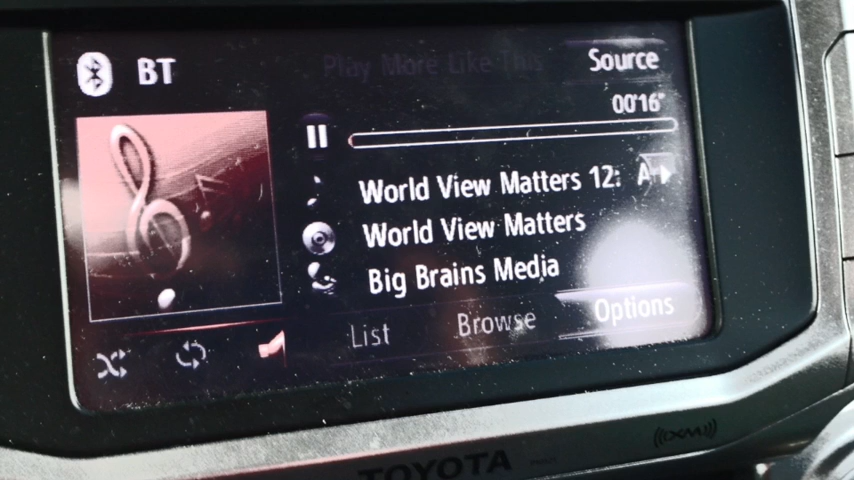 BT
Play More Like This
Source
00'16"
World View Matters 12: A
World View Matters
Big Brains Media
List
Browse
Options
((XM))
TOYOTA